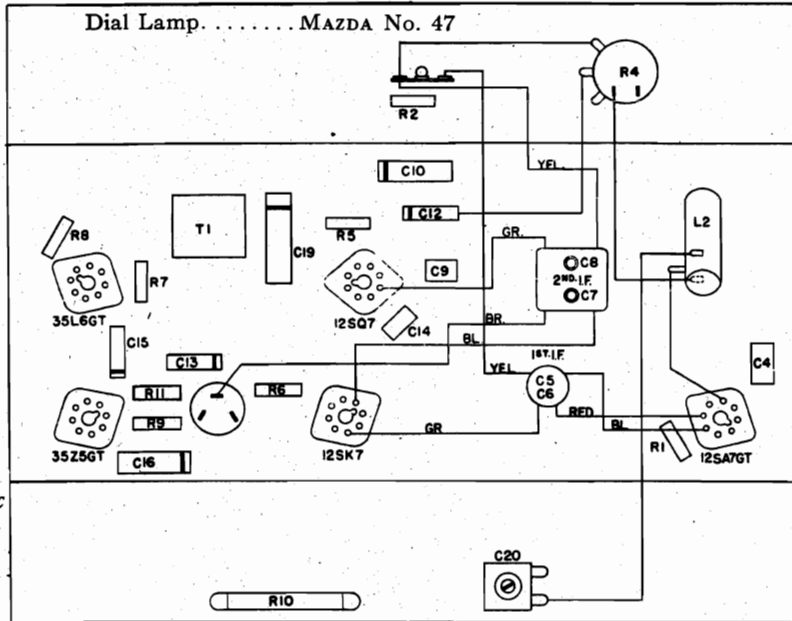 Dial Lamp........MAZDA No. 47
R4
R2
YEL.
C10
C12
L2
R8
T1
C19
R5
GR.
C9
C8
2ND. I.F.
C7
R7
35L6GT
12SQ7
C14
BR.
BL
C15
C13
1ST. I.F.
YEL.
C5
C6
C4
R11
R6
RED
R9
BL
GR
R1
35Z5GT
12SK7
12SA7GT
C16
C20
R10